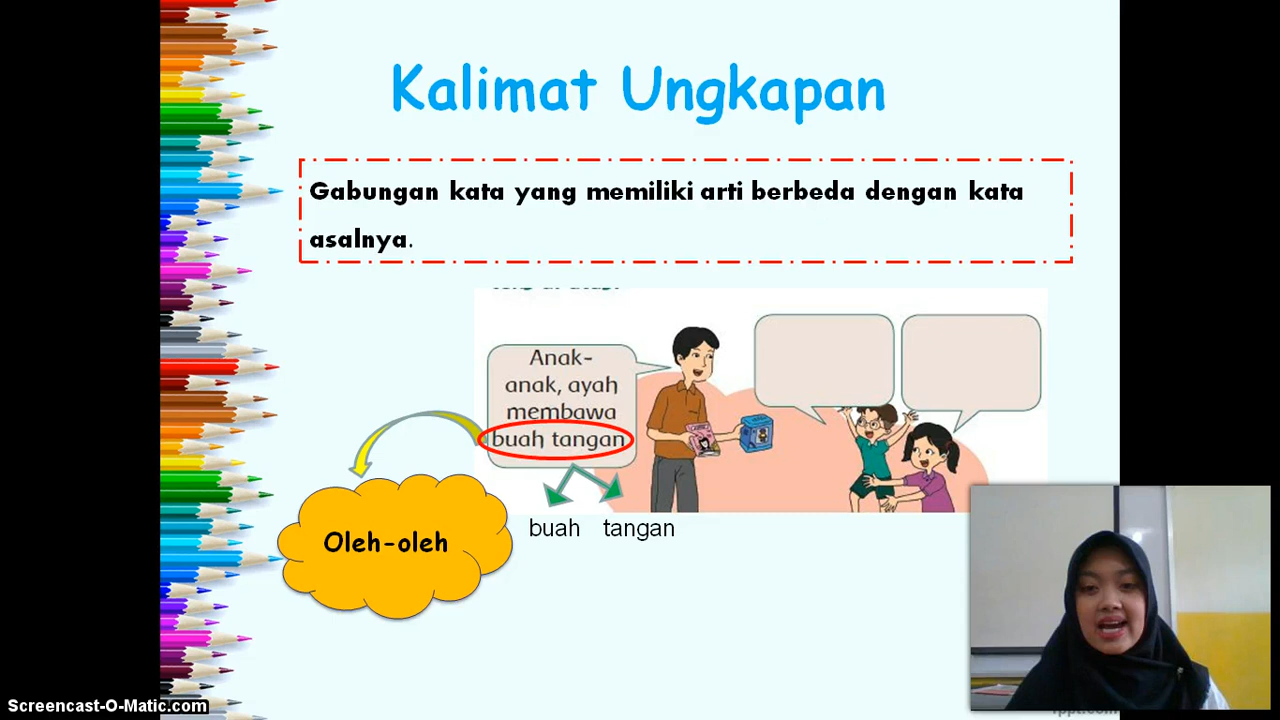 Kalimat Ungkapan
Gabungan kata yang memiliki arti berbeda dengan kata
asalnya.
Anak-
anak, ayah
membawa
buah tangan
buah tangan
Oleh-oleh
Screencast-O-Matic.com